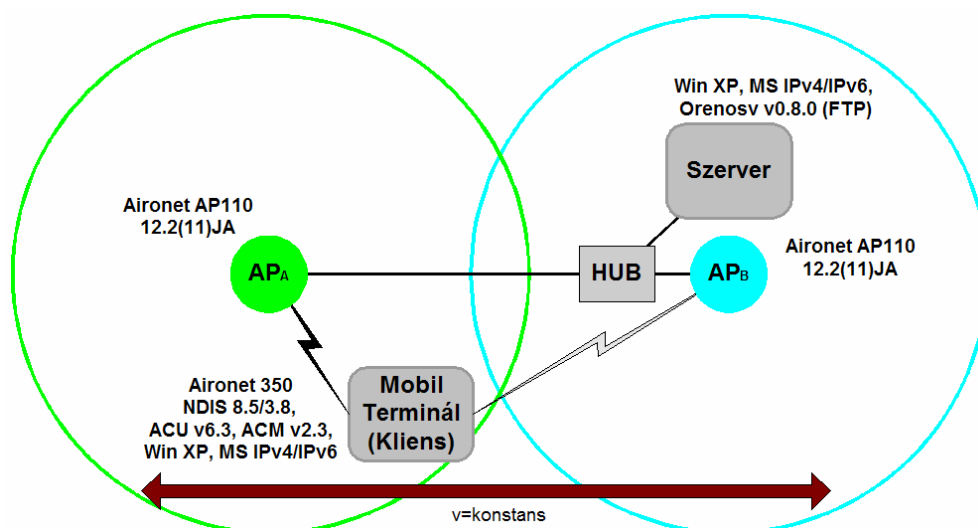 Win XP, MS IPv4/IPv6,
Orenosv v0.8.0 (FTP)
Szerver
Aironet AP110
12.2(11)JA
APA
HUB
APB
Aironet AP110
12.2(11)JA
Aironet 350
NDIS 8.5/3.8,
ACU v6.3, ACM v2.3,
Win XP, MS IPv4/IPv6
Mobil
Terminál
(Kliens)
v=konstans